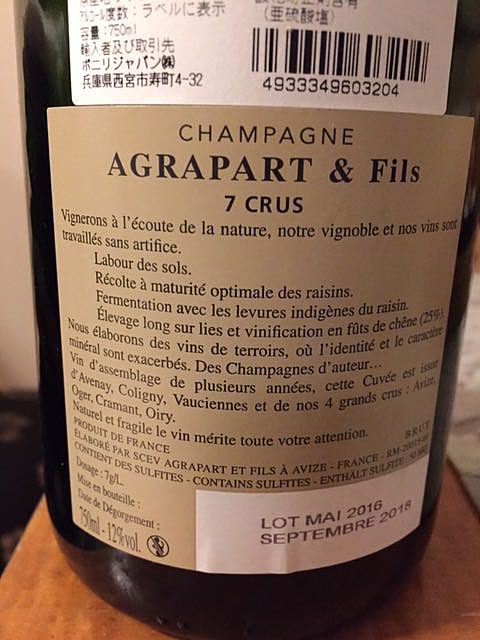 アルコール度数：ラベルに表示
容量：750ml
輸入者及び取引先
ボニリジャパン㈱
兵庫県西宮市寿町4-32
（亜硫酸塩）
4933349603204
CHAMPAGNE
AGRAPART & Fils
7 CRUS
Vignerons à l'écoute de la nature, notre vignoble et nos vins sont
travaillés sans artifice.
Labour des sols.
Récolte à maturité optimale des raisins.
Fermentation avec les levures indigènes du raisin.
Élevage long sur lies et vinification en fûts de chêne (25%).
Nous élaborons des vins de terroirs, où l'identité et le caractère
minéral sont exacerbés. Des Champagnes d'auteur...
Vin d'assemblage de plusieurs années, cette Cuvée est issue
d'Avenay, Coligny, Vauciennes et de nos 4 grands crus : Avize,
Oger, Cramant, Oiry.
Naturel et fragile le vin mérite toute votre attention.
PRODUIT DE FRANCE
BRUT
ÉLABORÉ PAR SCEV AGRAPART ET FILS À AVIZE - FRANCE -
CONTIENT DES SULFITES - CONTAINS SULFITES - ENTHÄLT SULFITE
Dosage : 7g/L.
Mise en bouteille :
Date de Dégorgement :
750ml - 12%vol.
LOT MAI 2016
SEPTEMBRE 2018